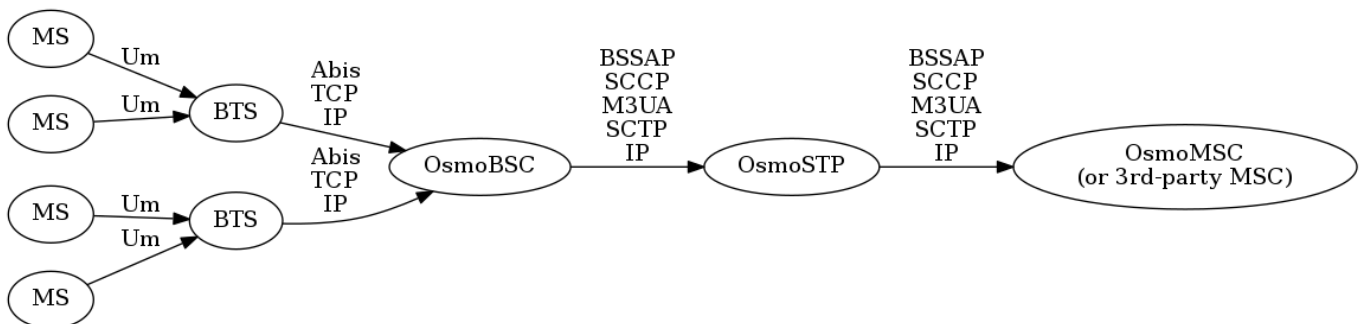 MS
Um
MS
Um
BTS
MS
Um
MS
Um
BTS
Abis
TCP
IP
Abis
TCP
IP
OsmoBSC
BSSAP
SCCP
M3UA
SCTP
IP
OsmoSTP
BSSAP
SCCP
M3UA
SCTP
IP
OsmoMSC
(or 3rd-party MSC)